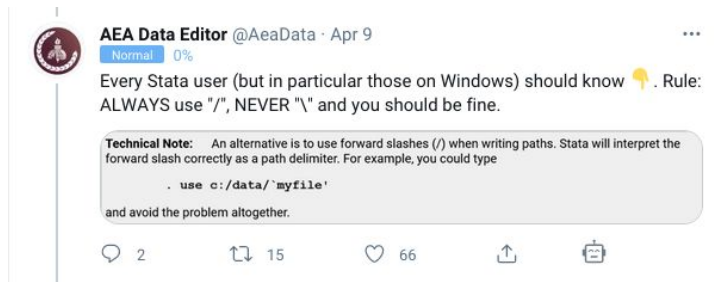 AEA Data Editor @AeaData · Apr 9
Normal 0%
Every Stata user (but in particular those on Windows) should know 👇 . Rule:
ALWAYS use "/", NEVER "\" and you should be fine.
Technical Note: An alternative is to use forward slashes (/) when writing paths. Stata will interpret the
forward slash correctly as a path delimiter. For example, you could type
. use c:/data/`myfile'
and avoid the problem altogether.
2 15 66